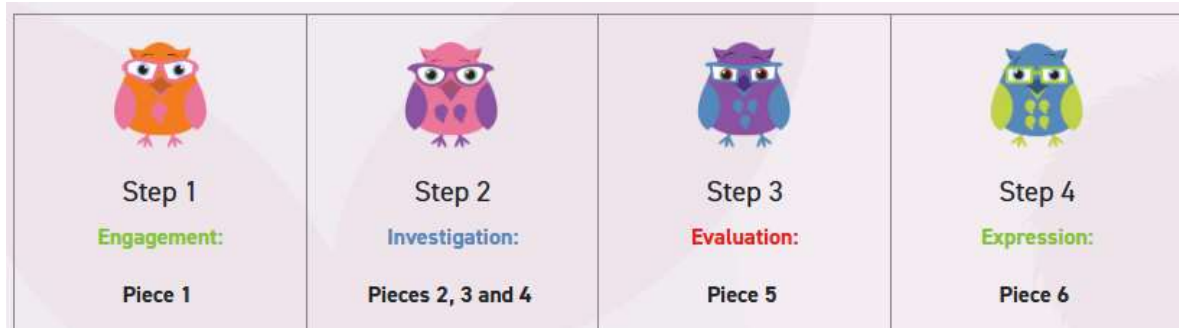 Step 1
Engagement:
Piece 1
Step 2
Investigation:
Pieces 2, 3 and 4
Step 3
Evaluation:
Piece 5
Step 4
Expression:
Piece 6